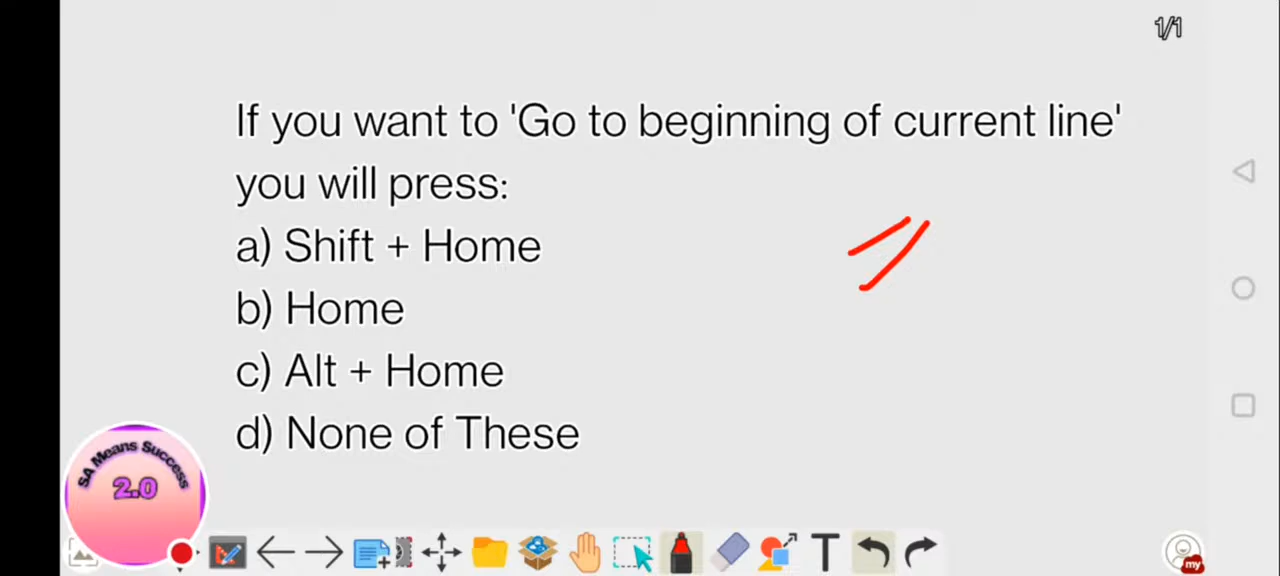 1/1
If you want to 'Go to beginning of current line'
you will press:
a) Shift + Home
b) Home
c) Alt + Home
d) None of These
SA Means Success
2.0
T
my